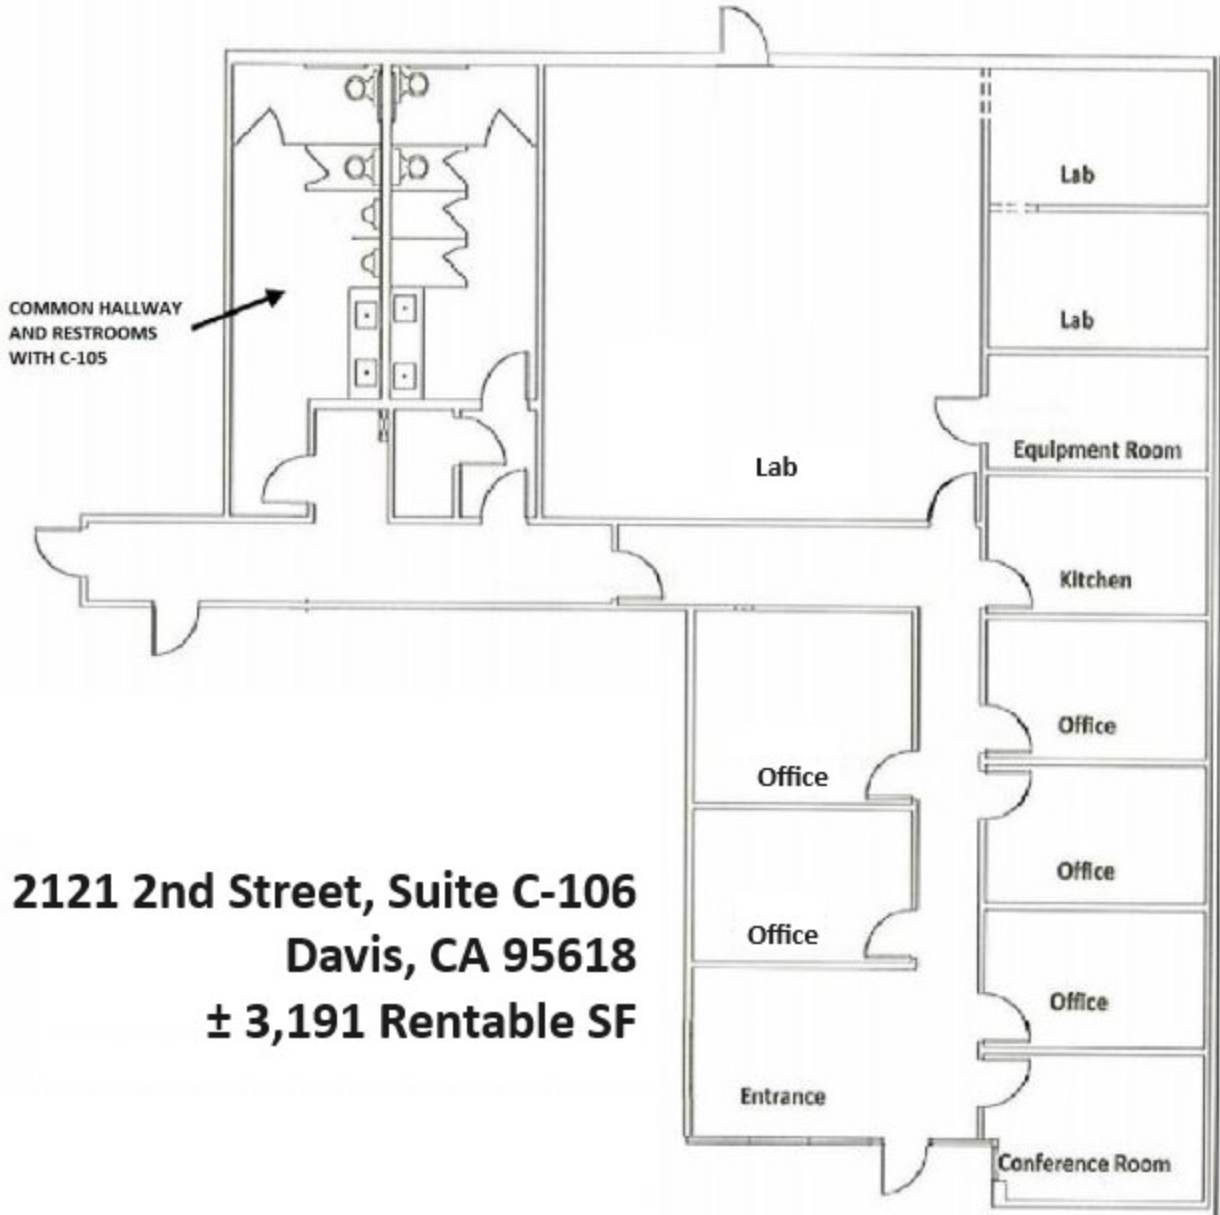 Lab
Lab
COMMON HALLWAY
AND RESTROOMS
WITH C-105
Equipment Room
Lab
Kitchen
Office
Office
Office
Office
Office
Entrance
Conference Room
2121 2nd Street, Suite C-106
Davis, CA 95618
± 3,191 Rentable SF